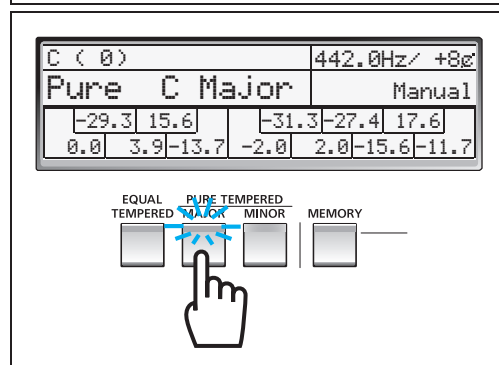 C ( 0) 442.0Hz/ +8¢
Pure C Major Manual
-29.3 15.6 -31.3 -27.4 17.6
0.0 3.9 -13.7 -2.0 2.0 -15.6 -11.7
EQUAL TEMPERED PURE TEMPERED MAJOR MINOR MEMORY